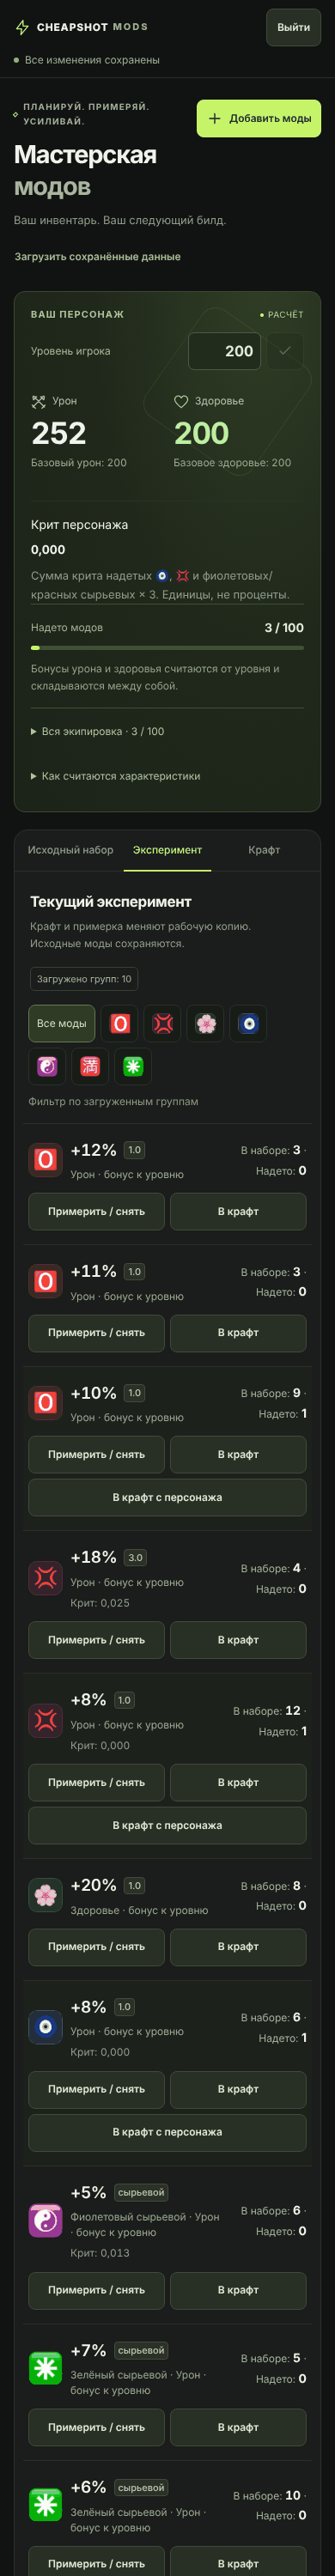 CHEAPSHOT MODS
Выйти
Все изменения сохранены
ПЛАНИРУЙ. ПРИМЕРЯЙ.
УСИЛИВАЙ.
Добавить моды
Мастерская
модов
Ваш инвентарь. Ваш следующий билд.
Загрузить сохранённые данные
ВАШ ПЕРСОНАЖ
РАСЧЁТ
Уровень игрока
200
Урон
Здоровье
252
200
Базовый урон: 200
Базовое здоровье: 200
Крит персонажа
0,000
Сумма крита надетых 🧿, 💢 и фиолетовых/
красных сырьевых × 3. Единицы, не проценты.
Надето модов
3 / 100
Бонусы урона и здоровья считаются от уровня и
складываются между собой.
Вся экипировка · 3 / 100
Как считаются характеристики
Исходный набор
Эксперимент
Крафт
Текущий эксперимент
Крафт и примерка меняют рабочую копию.
Исходные моды сохраняются.
Загружено групп: 10
Все моды
🅾️ 💢 🌸 🧿
☯️ 🈵 ✳️
Фильтр по загруженным группам
🅾️ +12% 1.0
Урон · бонус к уровню
В наборе: 3 ·
Надето: 0
Примерить / снять
В крафт
🅾️ +11% 1.0
Урон · бонус к уровню
В наборе: 3 ·
Надето: 0
Примерить / снять
В крафт
🅾️ +10% 1.0
Урон · бонус к уровню
В наборе: 9 ·
Надето: 1
Примерить / снять
В крафт
В крафт с персонажа
💢 +18% 3.0
Урон · бонус к уровню
Крит: 0,025
В наборе: 4 ·
Надето: 0
Примерить / снять
В крафт
💢 +8% 1.0
Урон · бонус к уровню
Крит: 0,000
В наборе: 12 ·
Надето: 1
Примерить / снять
В крафт
В крафт с персонажа
🌸 +20% 1.0
Здоровье · бонус к уровню
В наборе: 8 ·
Надето: 0
Примерить / снять
В крафт
🧿 +8% 1.0
Урон · бонус к уровню
Крит: 0,000
В наборе: 6 ·
Надето: 1
Примерить / снять
В крафт
В крафт с персонажа
☯️ +5% сырьевой
Фиолетовый сырьевой · Урон
· бонус к уровню
Крит: 0,013
В наборе: 6 ·
Надето: 0
Примерить / снять
В крафт
✳️ +7% сырьевой
Зелёный сырьевой · Урон ·
бонус к уровню
В наборе: 5 ·
Надето: 0
Примерить / снять
В крафт
✳️ +6% сырьевой
Зелёный сырьевой · Урон ·
бонус к уровню
В наборе: 10 ·
Надето: 0
Примерить / снять
В крафт